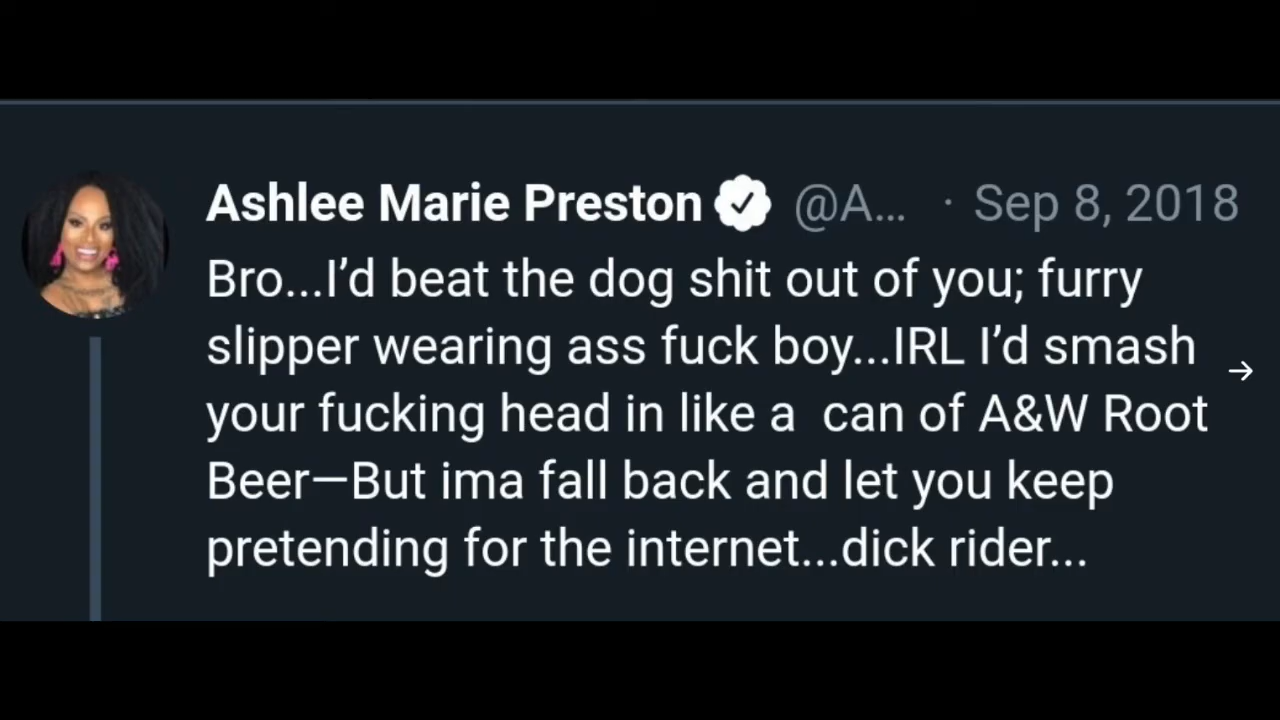 Ashlee Marie Preston @A... · Sep 8, 2018
Bro...I’d beat the dog shit out of you; furry
slipper wearing ass fuck boy...IRL I’d smash
your fucking head in like a  can of A&W Root
Beer—But ima fall back and let you keep
pretending for the internet...dick rider...